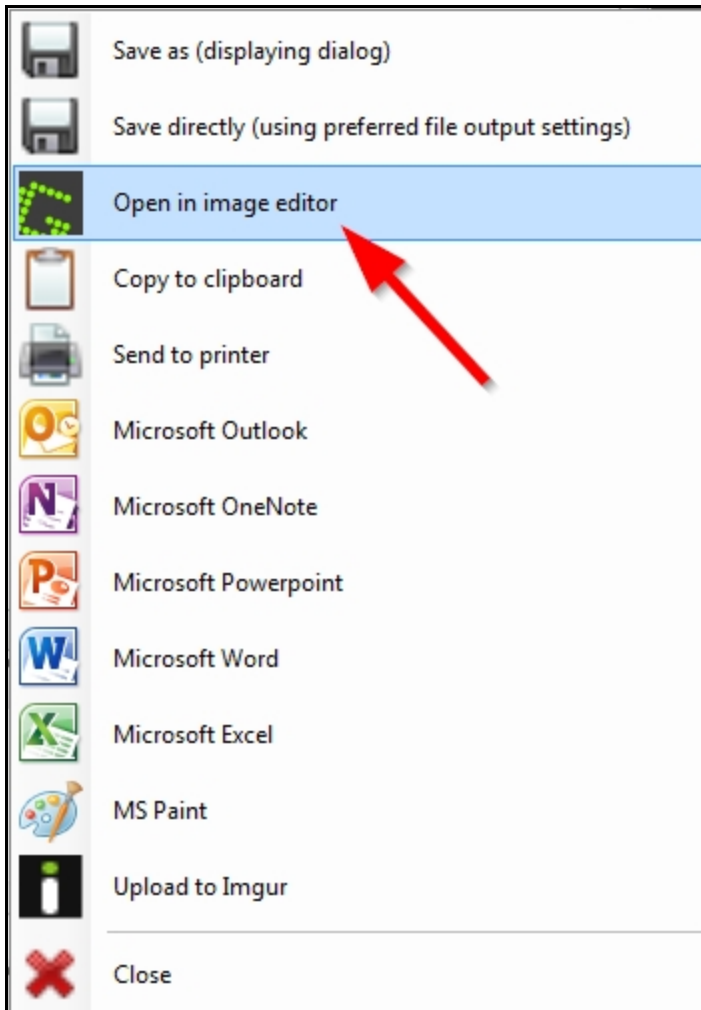 Save as (displaying dialog)
Save directly (using preferred file output settings)
Open in image editor
Copy to clipboard
Send to printer
Microsoft Outlook
Microsoft OneNote
Microsoft Powerpoint
Microsoft Word
Microsoft Excel
MS Paint
Upload to Imgur
Close